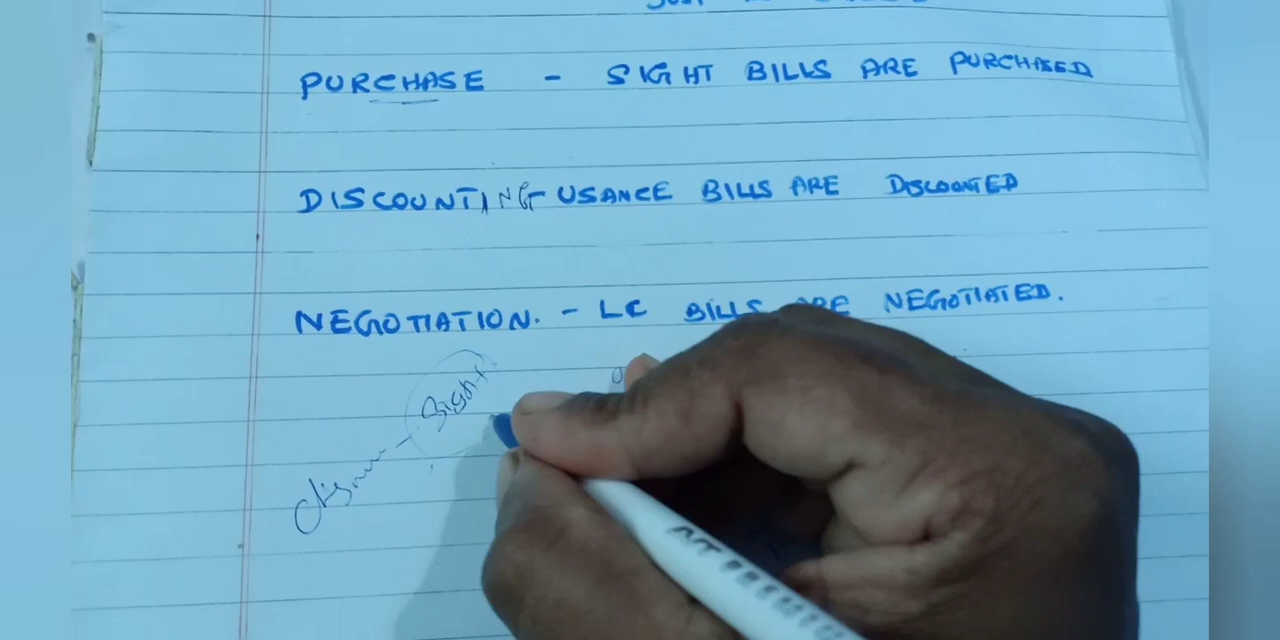 PURCHASE - SIGHT BILLS ARE PURCHASED
DISCOUNTING - USANCE BILLS ARE DISCOUNTED
NEGOTIATION. - LC BILLS ARE NEGOTIATED.
Sight